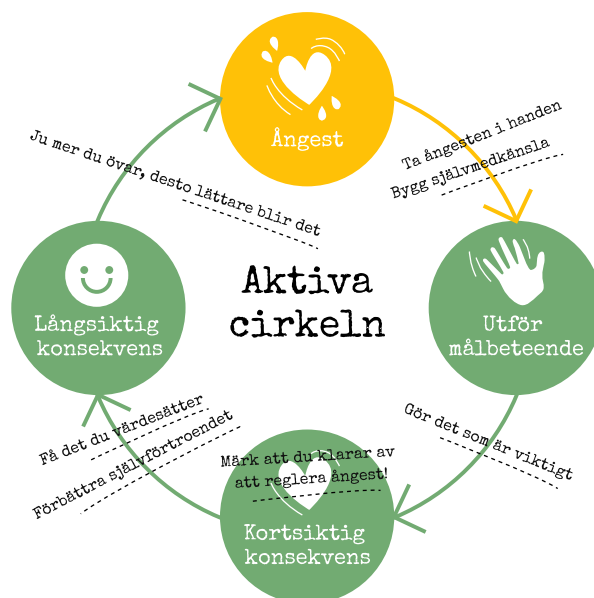 Ångest
Ta ångesten i handen
Bygg självmedkänsla
Utför
målbeteende
Gör det som är viktigt
Märk att du klarar av
att reglera ångest!
Kortsiktig
konsekvens
Få det du värdesätter
Förbättra självförtroendet
Långsiktig
konsekvens
Ju mer du övar, desto lättare blir det
Aktiva
cirkeln